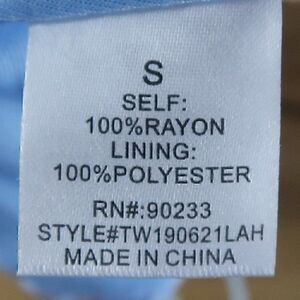 S
SELF:
100%RAYON
LINING:
100%POLYESTER
RN#:90233
STYLE#TW190621LAH
MADE IN CHINA